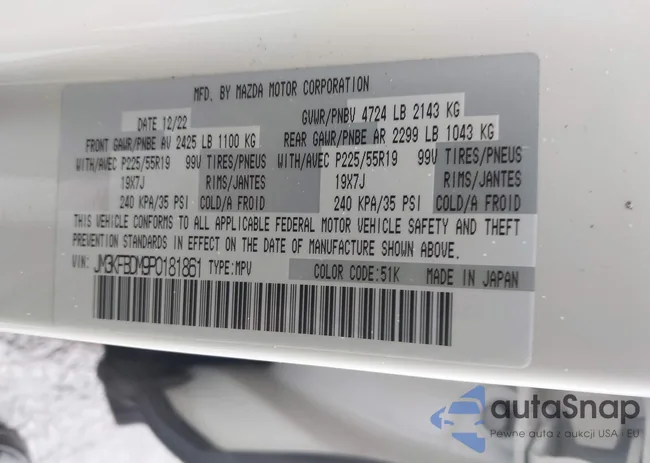 MFD. BY MAZDA MOTOR CORPORATION
DATE 12/22 GVWR/PNBV 4724 LB 2143 KG
FRONT GAWR/PNBE AV 2425 LB 1100 KG REAR GAWR/PNBE AR 2299 LB 1043 KG
WITH/AVEC P225/55R19 99V TIRES/PNEUS WITH/AVEC P225/55R19 99V TIRES/PNEUS
19X7J RIMS/JANTES 19X7J RIMS/JANTES
240 KPA/35 PSI COLD/A FROID 240 KPA/35 PSI COLD/A FROID
THIS VEHICLE CONFORMS TO ALL APPLICABLE FEDERAL MOTOR VEHICLE SAFETY AND THEFT
PREVENTION STANDARDS IN EFFECT ON THE DATE OF MANUFACTURE SHOWN ABOVE.
VIN: JM3KFBDM9P0181861 TYPE:MPV COLOR CODE:51K MADE IN JAPAN
autaSnap
Pewne auta z aukcji USA i EU